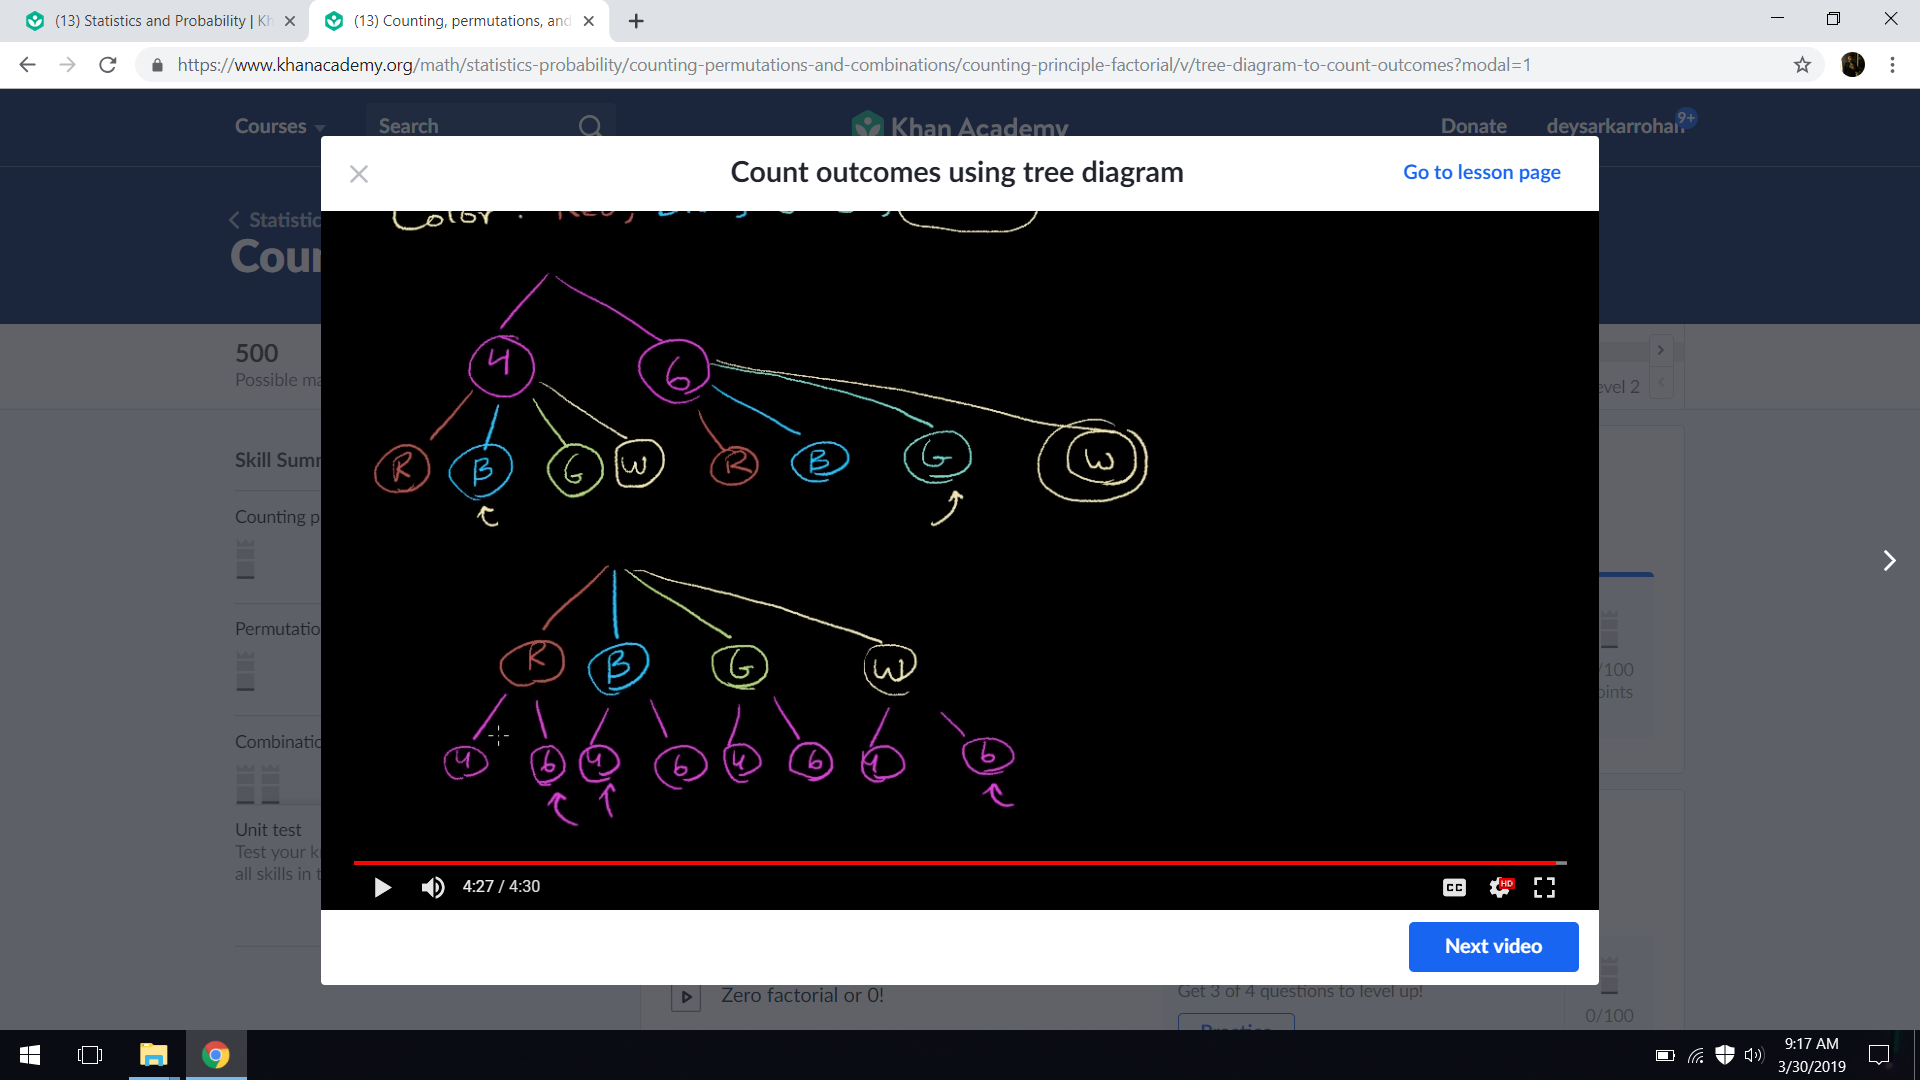 (13) Statistics and Probability | Kh
(13) Counting, permutations, and
https://www.khanacademy.org/math/statistics-probability/counting-permutations-and-combinations/counting-principle-factorial/v/tree-diagram-to-count-outcomes?modal=1
Courses Search Khan Academy Donate deysarkarrohan 9+
Count outcomes using tree diagram Go to lesson page
Statistic
Coun
Color : Red,
4 6
R B G W R B G W
R B G W
4 6 4 6 4 6 4 6
500
Possible ma
evel 2
Skill Summ
Counting p
Permutatio
/100
oints
Combinatio
Unit test
Test your k
all skills in t
4:27 / 4:30 CC HD
Next video
Zero factorial or 0!
Get 3 of 4 questions to level up!
Practice
0/100
9:17 AM
3/30/2019